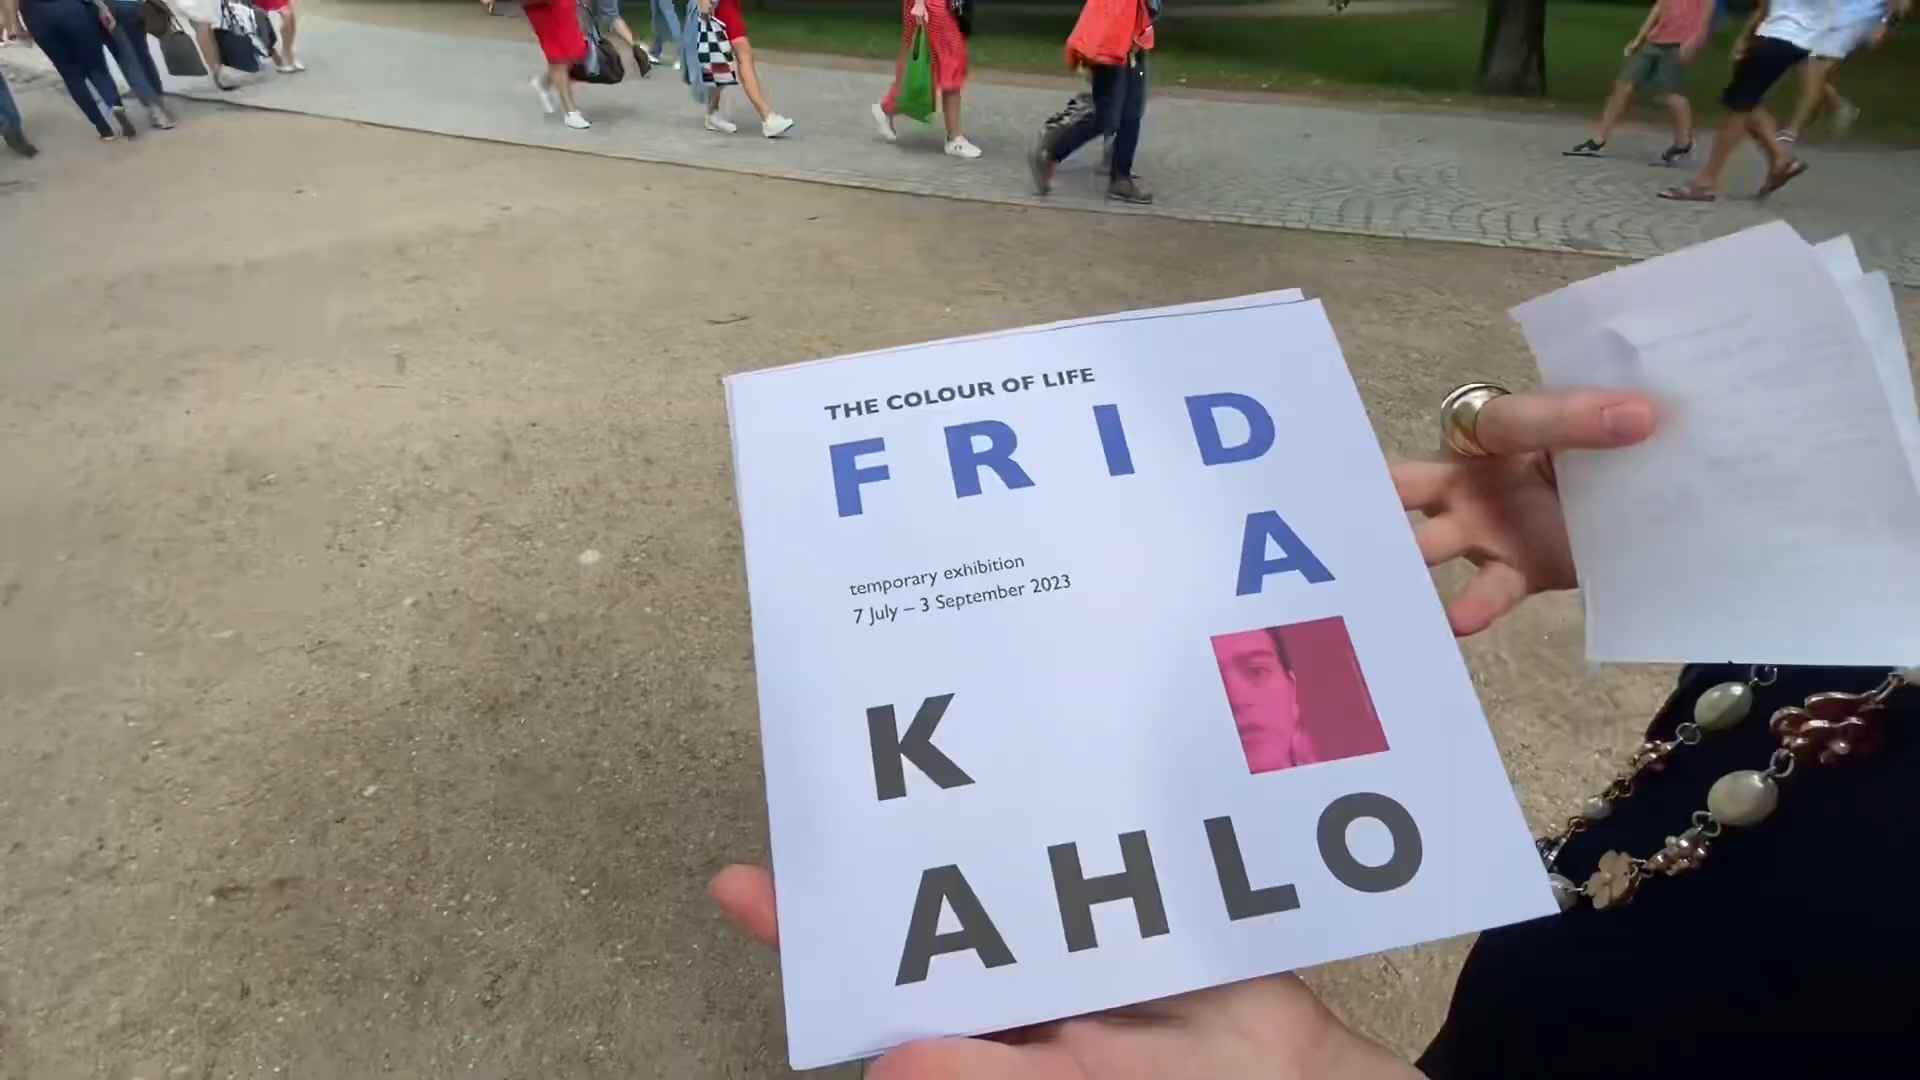 THE COLOUR OF LIFE
FRID
A
temporary exhibition
7 July – 3 September 2023
K
AHLO